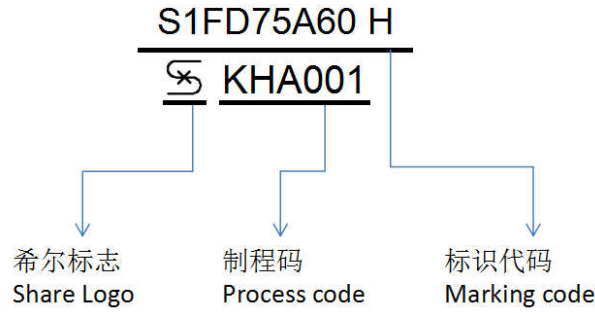 S1FD75A60 H
KHA001
希尔标志
制程码
标识代码
Share Logo
Process code
Marking code